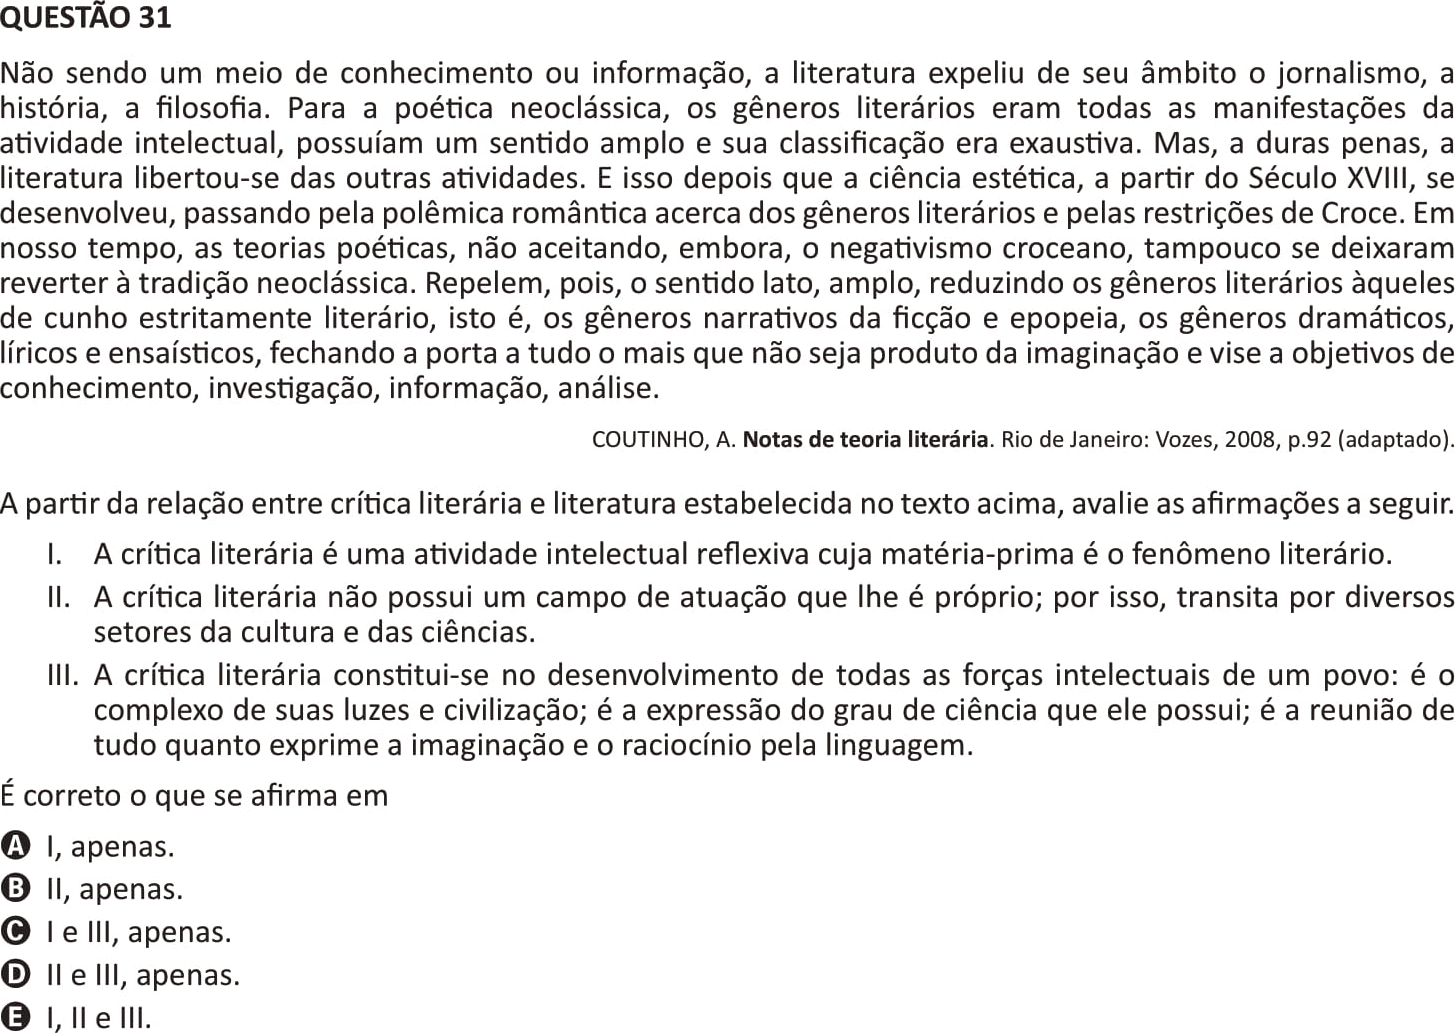 QUESTÃO 31
Não sendo um meio de conhecimento ou informação, a literatura expeliu de seu âmbito o jornalismo, a
história, a filosofia. Para a poética neoclássica, os gêneros literários eram todas as manifestações da
atividade intelectual, possuíam um sentido amplo e sua classificação era exaustiva. Mas, a duras penas, a
literatura libertou-se das outras atividades. E isso depois que a ciência estética, a partir do Século XVIII, se
desenvolveu, passando pela polêmica romântica acerca dos gêneros literários e pelas restrições de Croce. Em
nosso tempo, as teorias poéticas, não aceitando, embora, o negativismo croceano, tampouco se deixaram
reverter à tradição neoclássica. Repelem, pois, o sentido lato, amplo, reduzindo os gêneros literários àqueles
de cunho estritamente literário, isto é, os gêneros narrativos da ficção e epopeia, os gêneros dramáticos,
líricos e ensaísticos, fechando a porta a tudo o mais que não seja produto da imaginação e vise a objetivos de
conhecimento, investigação, informação, análise.
COUTINHO, A. Notas de teoria literária. Rio de Janeiro: Vozes, 2008, p.92 (adaptado).
A partir da relação entre crítica literária e literatura estabelecida no texto acima, avalie as afirmações a seguir.
I. A crítica literária é uma atividade intelectual reflexiva cuja matéria-prima é o fenômeno literário.
II. A crítica literária não possui um campo de atuação que lhe é próprio; por isso, transita por diversos
setores da cultura e das ciências.
III. A crítica literária constitui-se no desenvolvimento de todas as forças intelectuais de um povo: é o
complexo de suas luzes e civilização; é a expressão do grau de ciência que ele possui; é a reunião de
tudo quanto exprime a imaginação e o raciocínio pela linguagem.
É correto o que se afirma em
A I, apenas.
B II, apenas.
C I e III, apenas.
D II e III, apenas.
E I, II e III.